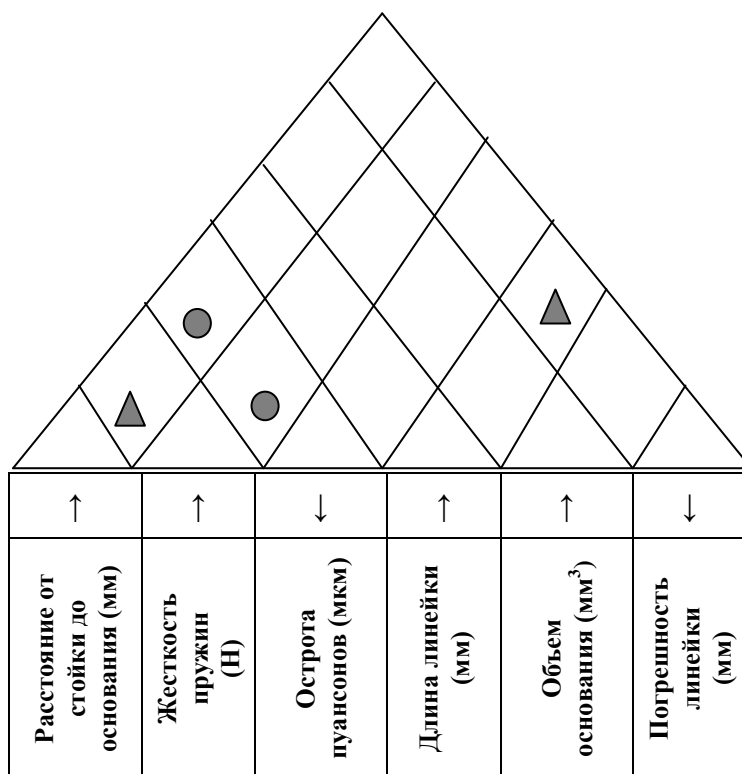 ↑ ↑ ↓ ↑ ↑ ↓
Расстояние от
стойки до
основания (мм)
Жесткость
пружин
(Н)
Острота
пуансонов (мкм)
Длина линейки
(мм)
Объем
основания (мм³)
Погрешность
линейки
(мм)